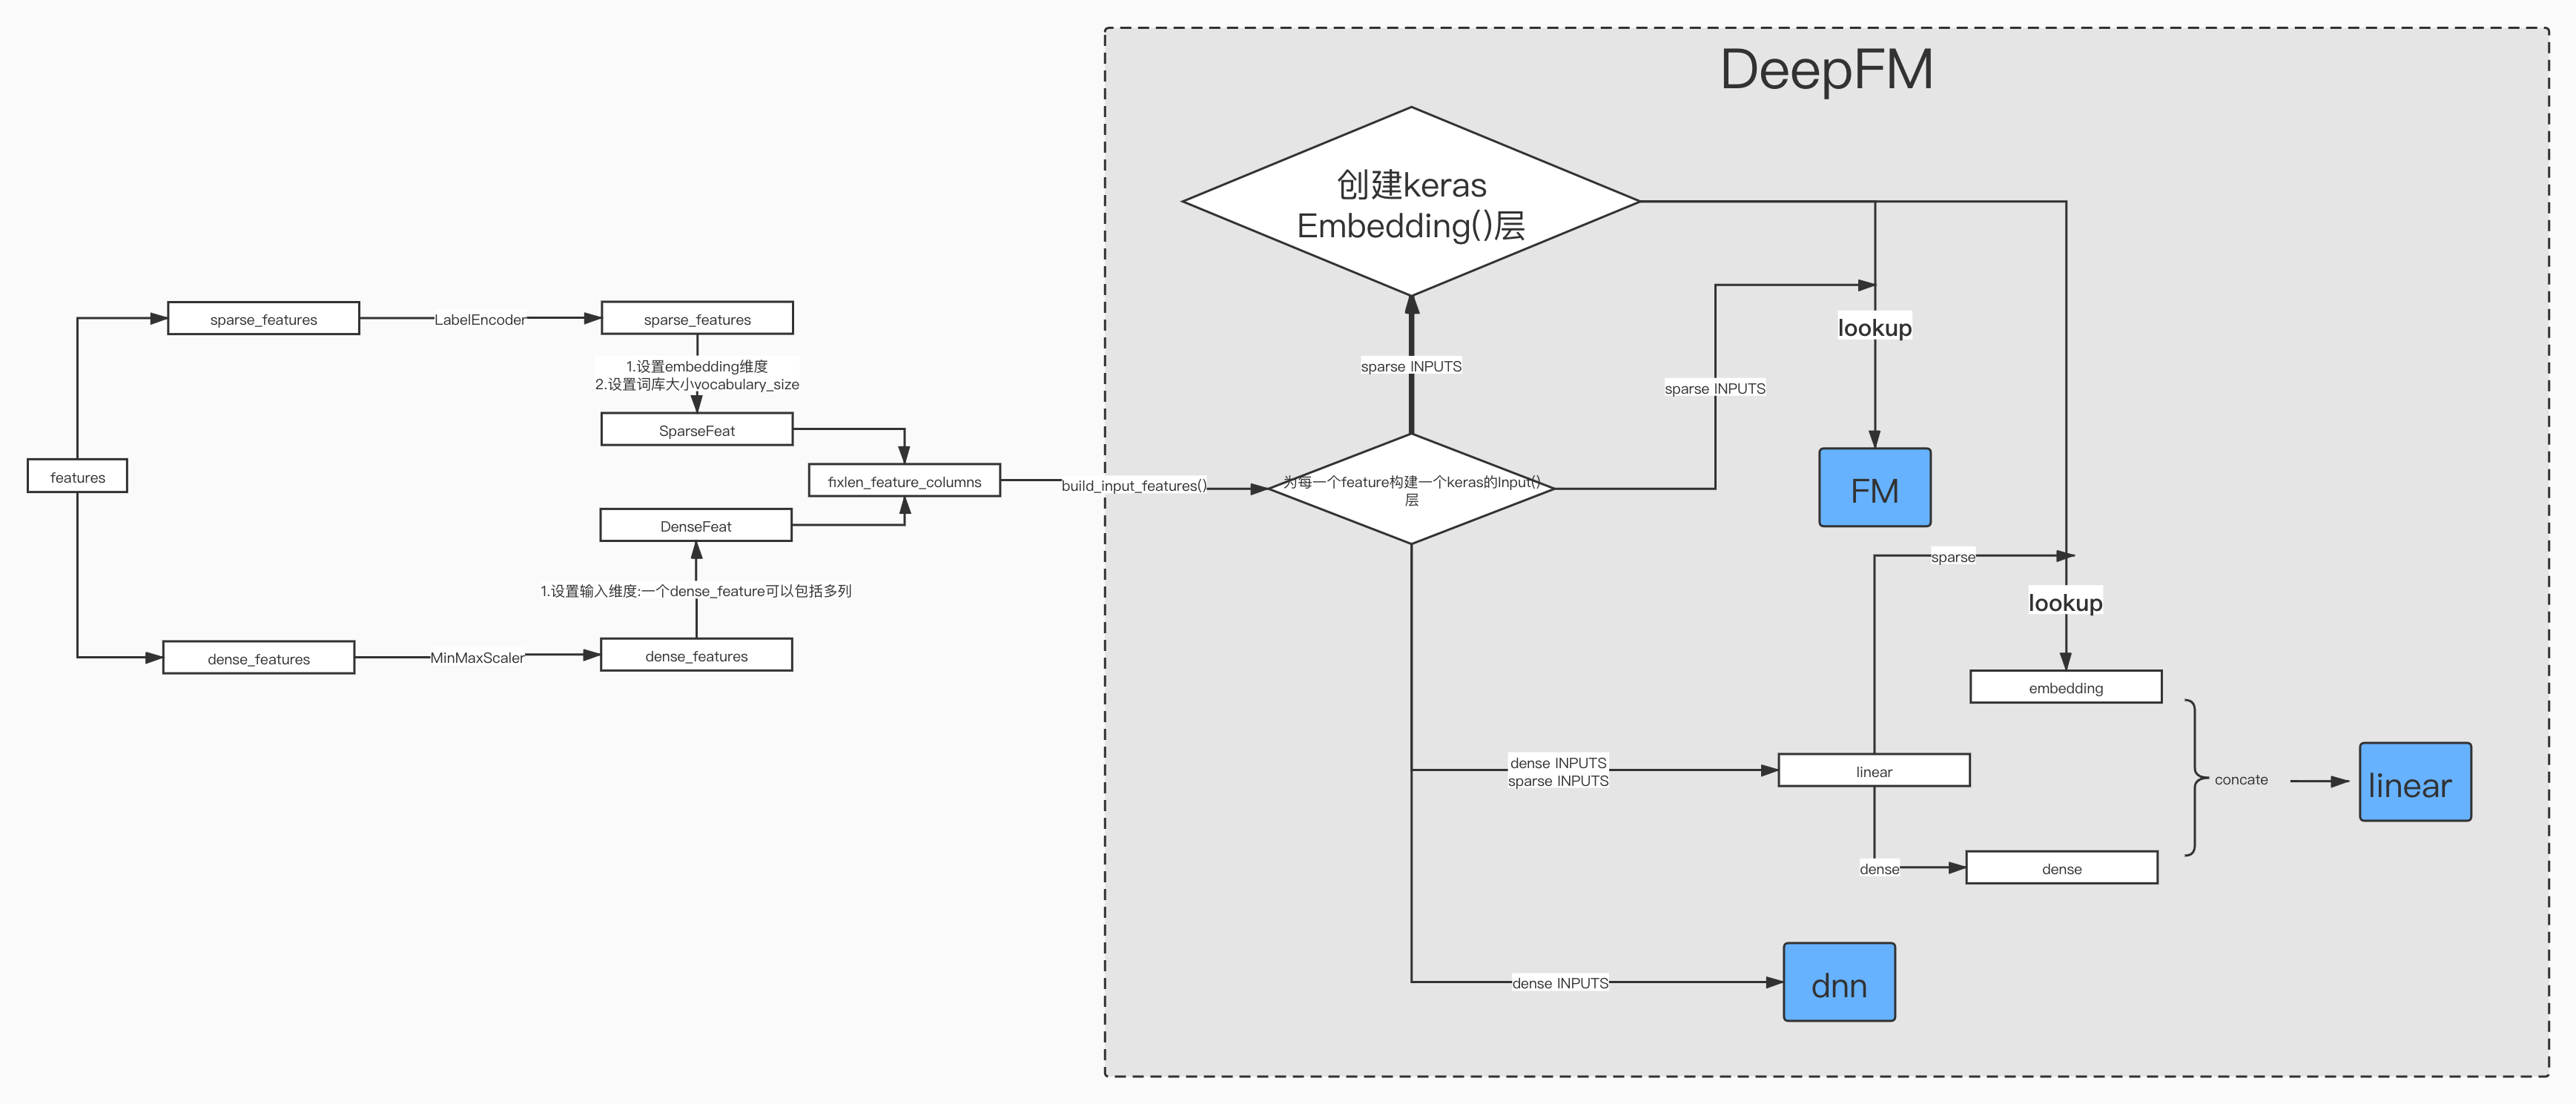 DeepFM
创建keras
Embedding()层
sparse_features
LabelEncoder
sparse_features
lookup
1.设置embedding维度
2.设置词库大小vocabulary_size
sparse INPUTS
sparse INPUTS
SparseFeat
features
fixlen_feature_columns
build_input_features()
为每一个feature构建一个keras的Input()
层
FM
DenseFeat
sparse
1.设置输入维度:一个dense_feature可以包括多列
lookup
dense_features
MinMaxScaler
dense_features
embedding
dense INPUTS
sparse INPUTS
linear
concate
linear
dense
dense
dense INPUTS
dnn